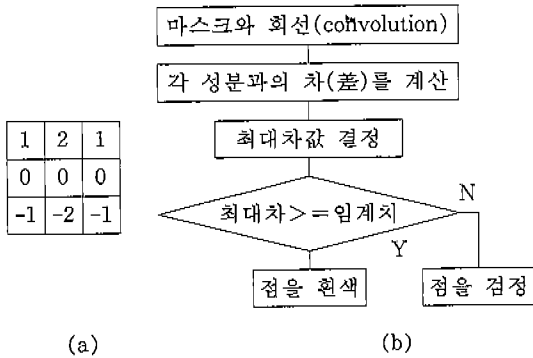 마스크와 회선(convolution)
각 성분과의 차(差)를 계산
최대차값 결정
1 2 1
0 0 0
-1 -2 -1
최대차>=임계치
N
Y
점을 흰색
점을 검정
(a)
(b)